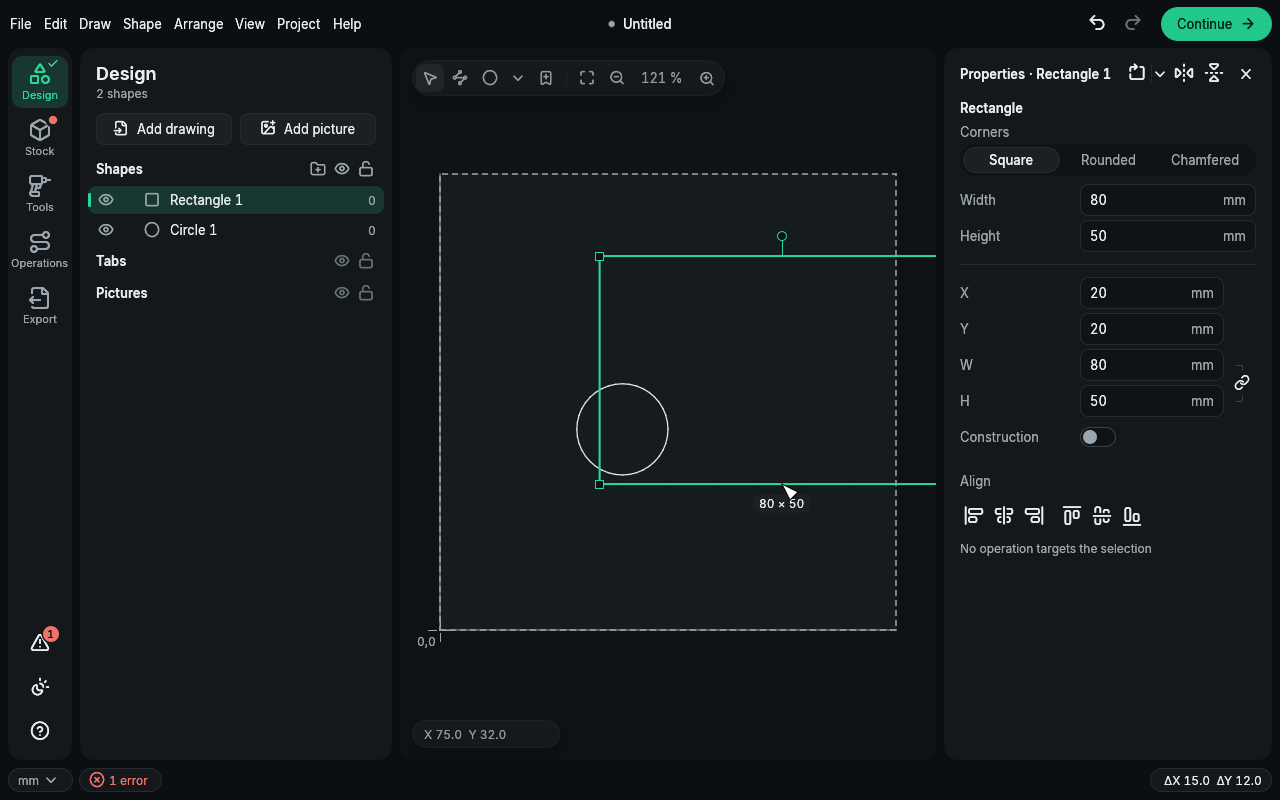 File Edit Draw Shape Arrange View Project Help
Untitled
Continue
Design
Stock
Tools
Operations
Export
1
Design
2 shapes
Add drawing
Add picture
Shapes
Rectangle 1 0
Circle 1 0
Tabs
Pictures
121 %
80 × 50
0,0
X 75.0 Y 32.0
Properties · Rectangle 1
Rectangle
Corners
Square Rounded Chamfered
Width 80 mm
Height 50 mm
X 20 mm
Y 20 mm
W 80 mm
H 50 mm
Construction
Align
No operation targets the selection
mm
1 error
ΔX 15.0 ΔY 12.0